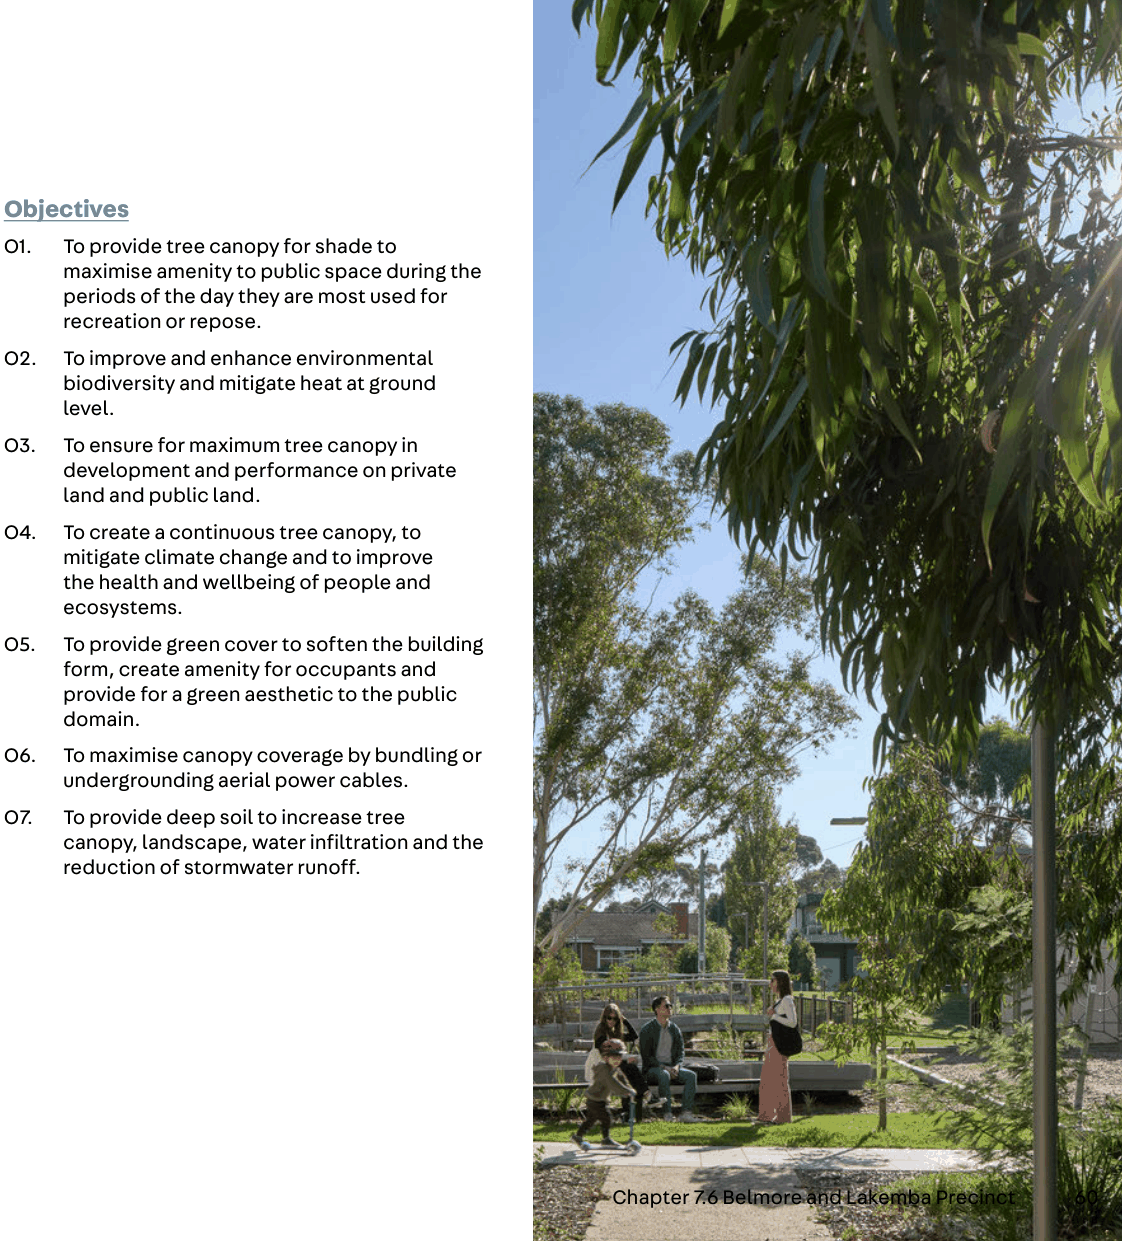 Objectives
O1. To provide tree canopy for shade to
maximise amenity to public space during the
periods of the day they are most used for
recreation or repose.
O2. To improve and enhance environmental
biodiversity and mitigate heat at ground
level.
O3. To ensure for maximum tree canopy in
development and performance on private
land and public land.
O4. To create a continuous tree canopy, to
mitigate climate change and to improve
the health and wellbeing of people and
ecosystems.
O5. To provide green cover to soften the building
form, create amenity for occupants and
provide for a green aesthetic to the public
domain.
O6. To maximise canopy coverage by bundling or
undergrounding aerial power cables.
O7. To provide deep soil to increase tree
canopy, landscape, water infiltration and the
reduction of stormwater runoff.
Chapter 7.6 Belmore and Lakemba Precinct 60